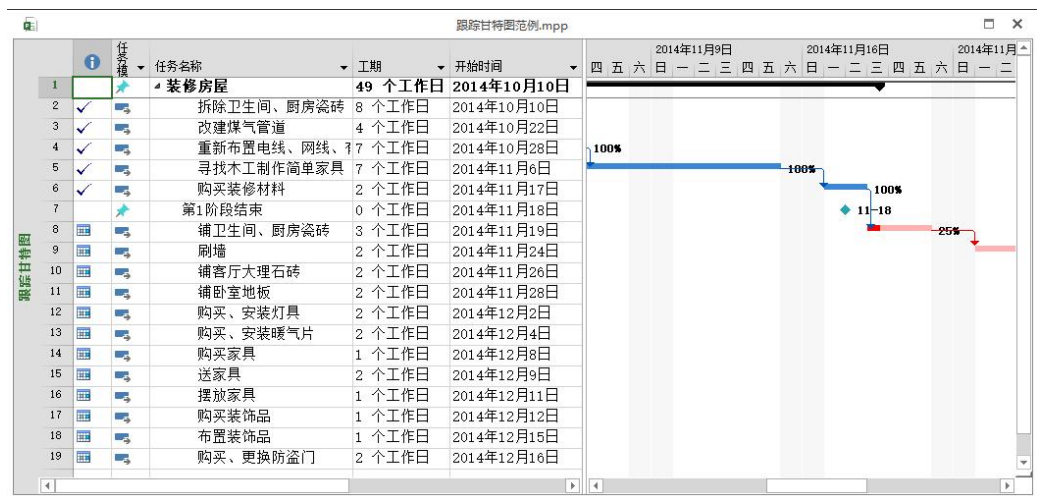 跟踪甘特图范例.mpp
任务模 任务名称 工期 开始时间
2014年11月9日 2014年11月16日 2014年11月
四 五 六 日 一 二 三 四 五 六 日 一 二 三 四 五 六 日 一 二
1 装修房屋 49 个工作日 2014年10月10日
2 拆除卫生间、厨房瓷砖 8 个工作日 2014年10月10日
3 改建煤气管道 4 个工作日 2014年10月22日
4 重新布置电线、网线、 7 个工作日 2014年10月28日 100%
5 寻找木工制作简单家具 7 个工作日 2014年11月6日 100%
6 购买装修材料 2 个工作日 2014年11月17日 100%
7 第1阶段结束 0 个工作日 2014年11月18日 11-18
8 铺卫生间、厨房瓷砖 3 个工作日 2014年11月19日 25%
9 刷墙 2 个工作日 2014年11月24日
10 铺客厅大理石砖 2 个工作日 2014年11月26日
11 铺卧室地板 2 个工作日 2014年11月28日
12 购买、安装灯具 2 个工作日 2014年12月2日
13 购买、安装暖气片 2 个工作日 2014年12月4日
14 购买家具 1 个工作日 2014年12月8日
15 送家具 2 个工作日 2014年12月9日
16 摆放家具 1 个工作日 2014年12月11日
17 购买装饰品 1 个工作日 2014年12月12日
18 布置装饰品 1 个工作日 2014年12月15日
19 购买、更换防盗门 2 个工作日 2014年12月16日
跟踪甘特图